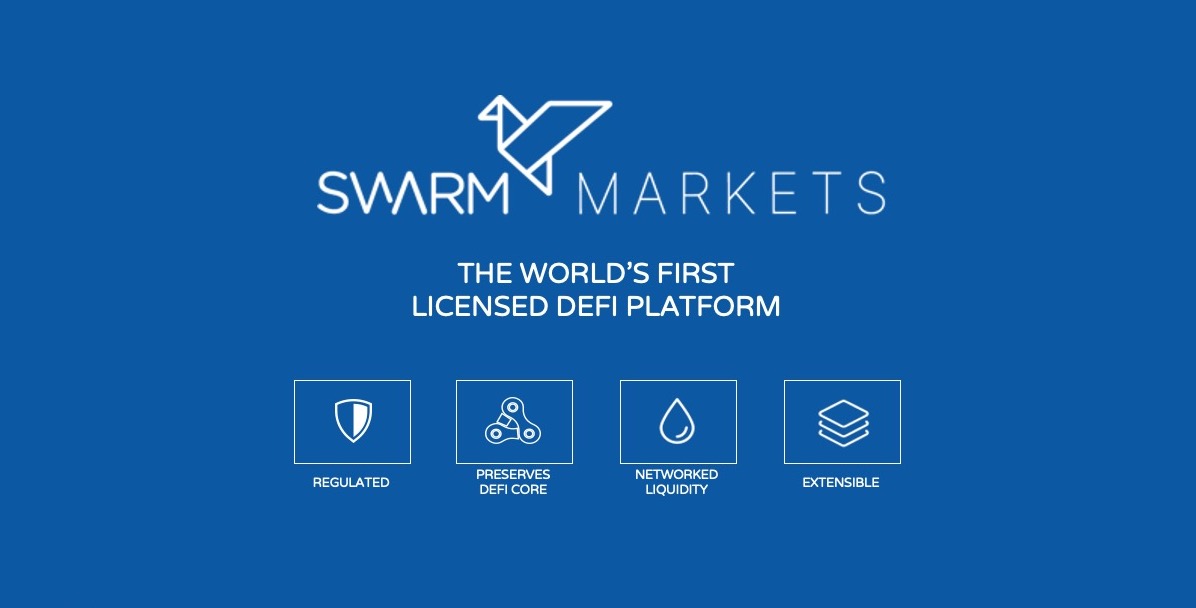 SWARM MARKETS
THE WORLD’S FIRST
LICENSED DEFI PLATFORM
REGULATED
PRESERVES
DEFI CORE
NETWORKED
LIQUIDITY
EXTENSIBLE